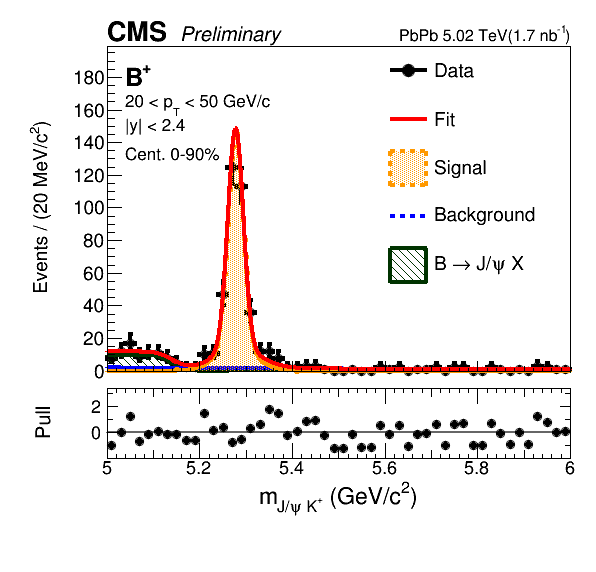 CMS Preliminary PbPb 5.02 TeV(1.7 nb⁻¹)
B⁺
20 < p_T < 50 GeV/c
|y| < 2.4
Cent. 0-90%
Data
Fit
Signal
Background
B → J/ψ X
Events / (20 MeV/c²)
180
160
140
120
100
80
60
40
20
0
Pull
2
0
5 5.2 5.4 5.6 5.8 6
m_{J/ψ K⁺} (GeV/c²)